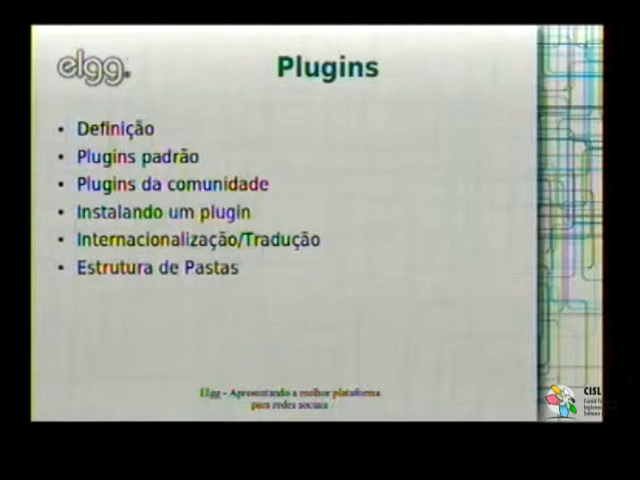 elgg.
Plugins
• Definição
• Plugins padrão
• Plugins da comunidade
• Instalando um plugin
• Internacionalização/Tradução
• Estrutura de Pastas
Elgg - Apresentando a melhor plataforma
para redes sociais
CISL